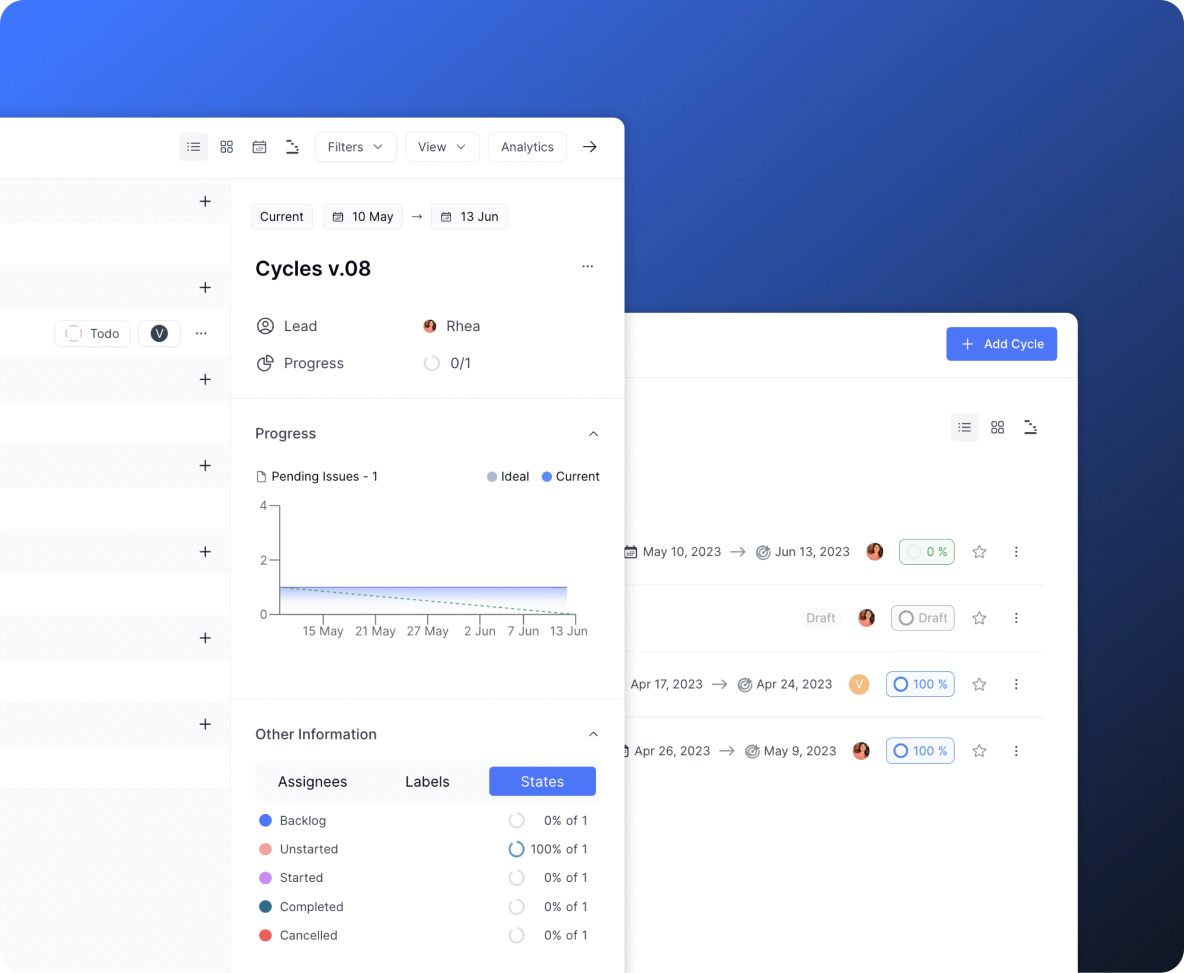 Filters View Analytics
Current 10 May → 13 Jun
Cycles v.08
Todo V
Lead Rhea
Progress 0/1
Progress
Pending Issues - 1 Ideal Current
4
2
0
15 May 21 May 27 May 2 Jun 7 Jun 13 Jun
Other Information
Assignees Labels States
Backlog 0% of 1
Unstarted 100% of 1
Started 0% of 1
Completed 0% of 1
Cancelled 0% of 1
+ Add Cycle
May 10, 2023 → Jun 13, 2023 0 %
Draft Draft
Apr 17, 2023 → Apr 24, 2023 V 100 %
Apr 26, 2023 → May 9, 2023 100 %